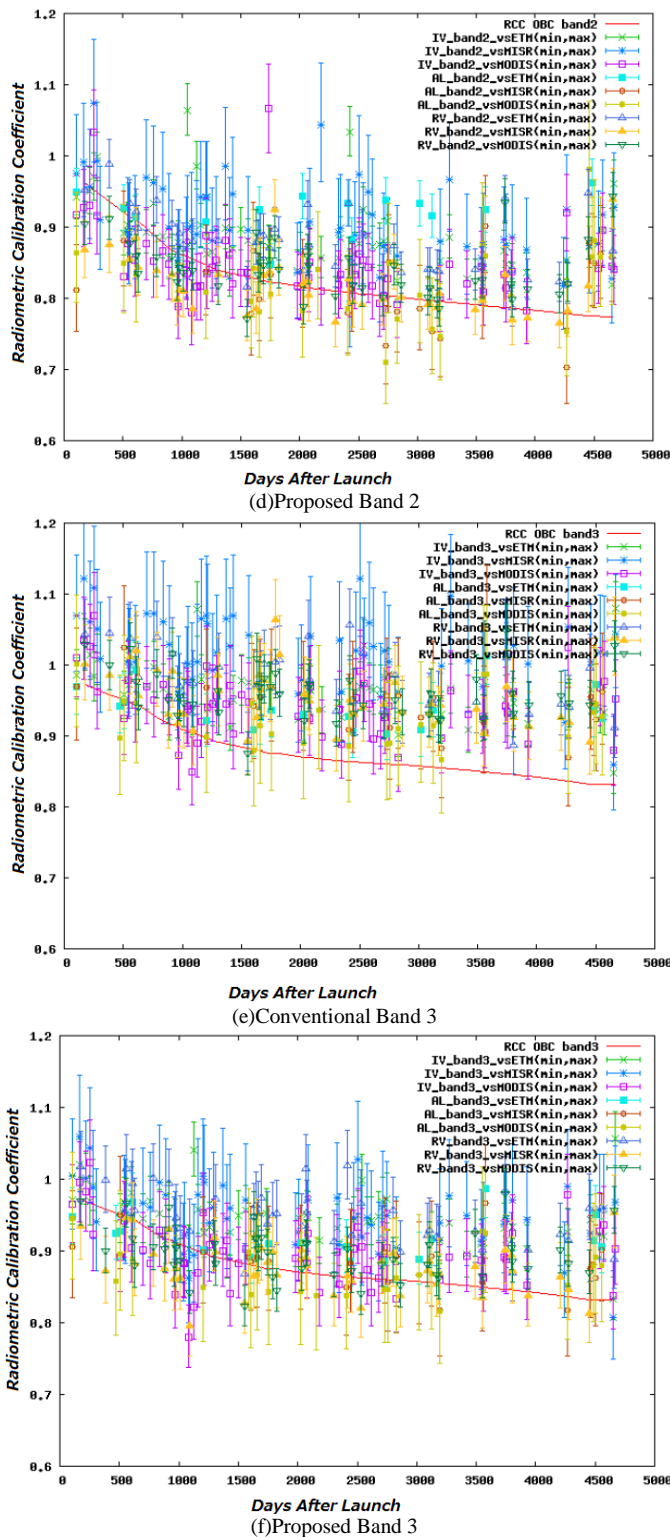 1.2
1.1
1
0.9
0.8
0.7
0.6
Radiometric Calibration Coefficient
RCC OBC band2
IV_band2_vsETM(min,max)
IV_band2_vsMISR(min,max)
IV_band2_vsMODIS(min,max)
AL_band2_vsETM(min,max)
AL_band2_vsMISR(min,max)
AL_band2_vsMODIS(min,max)
RV_band2_vsETM(min,max)
RV_band2_vsMISR(min,max)
RV_band2_vsMODIS(min,max)
0 500 1000 1500 2000 2500 3000 3500 4000 4500 5000
Days After Launch
(d)Proposed Band 2
1.2
1.1
1
0.9
0.8
0.7
0.6
Radiometric Calibration Coefficient
RCC OBC band3
IV_band3_vsETM(min,max)
IV_band3_vsMISR(min,max)
IV_band3_vsMODIS(min,max)
AL_band3_vsETM(min,max)
AL_band3_vsMISR(min,max)
AL_band3_vsMODIS(min,max)
RV_band3_vsETM(min,max)
RV_band3_vsMISR(min,max)
RV_band3_vsMODIS(min,max)
0 500 1000 1500 2000 2500 3000 3500 4000 4500 5000
Days After Launch
(e)Conventional Band 3
1.2
1.1
1
0.9
0.8
0.7
0.6
Radiometric Calibration Coefficient
RCC OBC band3
IV_band3_vsETM(min,max)
IV_band3_vsMISR(min,max)
IV_band3_vsMODIS(min,max)
AL_band3_vsETM(min,max)
AL_band3_vsMISR(min,max)
AL_band3_vsMODIS(min,max)
RV_band3_vsETM(min,max)
RV_band3_vsMISR(min,max)
RV_band3_vsMODIS(min,max)
0 500 1000 1500 2000 2500 3000 3500 4000 4500 5000
Days After Launch
(f)Proposed Band 3